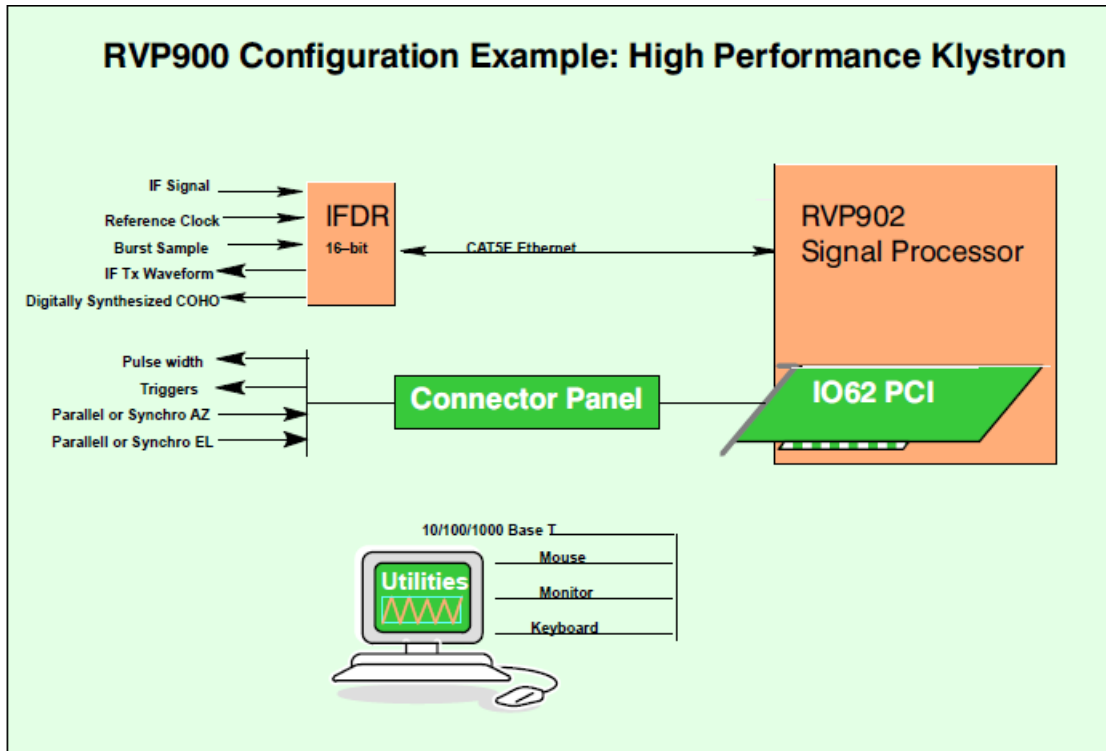 RVP900 Configuration Example: High Performance Klystron
IF Signal
Reference Clock
Burst Sample
IF Tx Waveform
Digitally Synthesized COHO
IFDR
16–bit
CAT5E Ethernet
RVP902
Signal Processor
Pulse width
Triggers
Parallel or Synchro AZ
Parallell or Synchro EL
Connector Panel
IO62 PCI
10/100/1000 Base T
Mouse
Monitor
Keyboard
Utilities